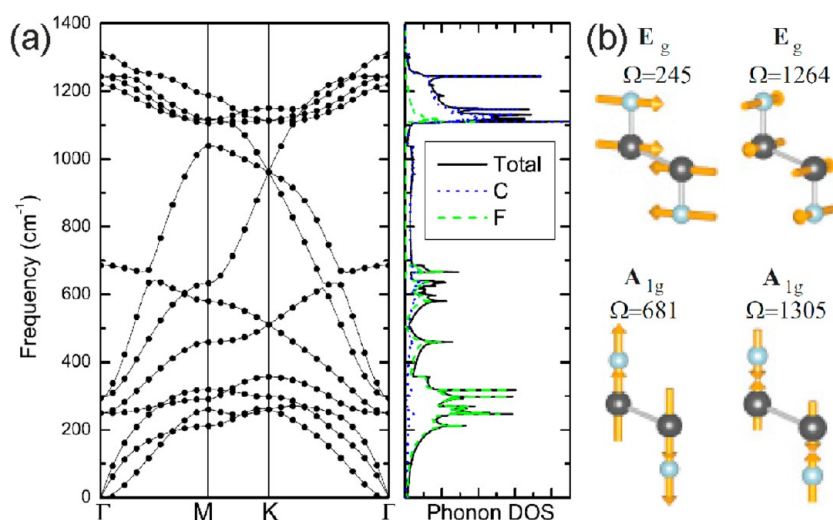 (a)
Frequency (cm⁻¹)
1400
1200
1000
800
600
400
200
0
Γ
M
K
Γ
Total
C
F
Phonon DOS
(b)
E g
Ω=245
E g
Ω=1264
A 1g
Ω=681
A 1g
Ω=1305